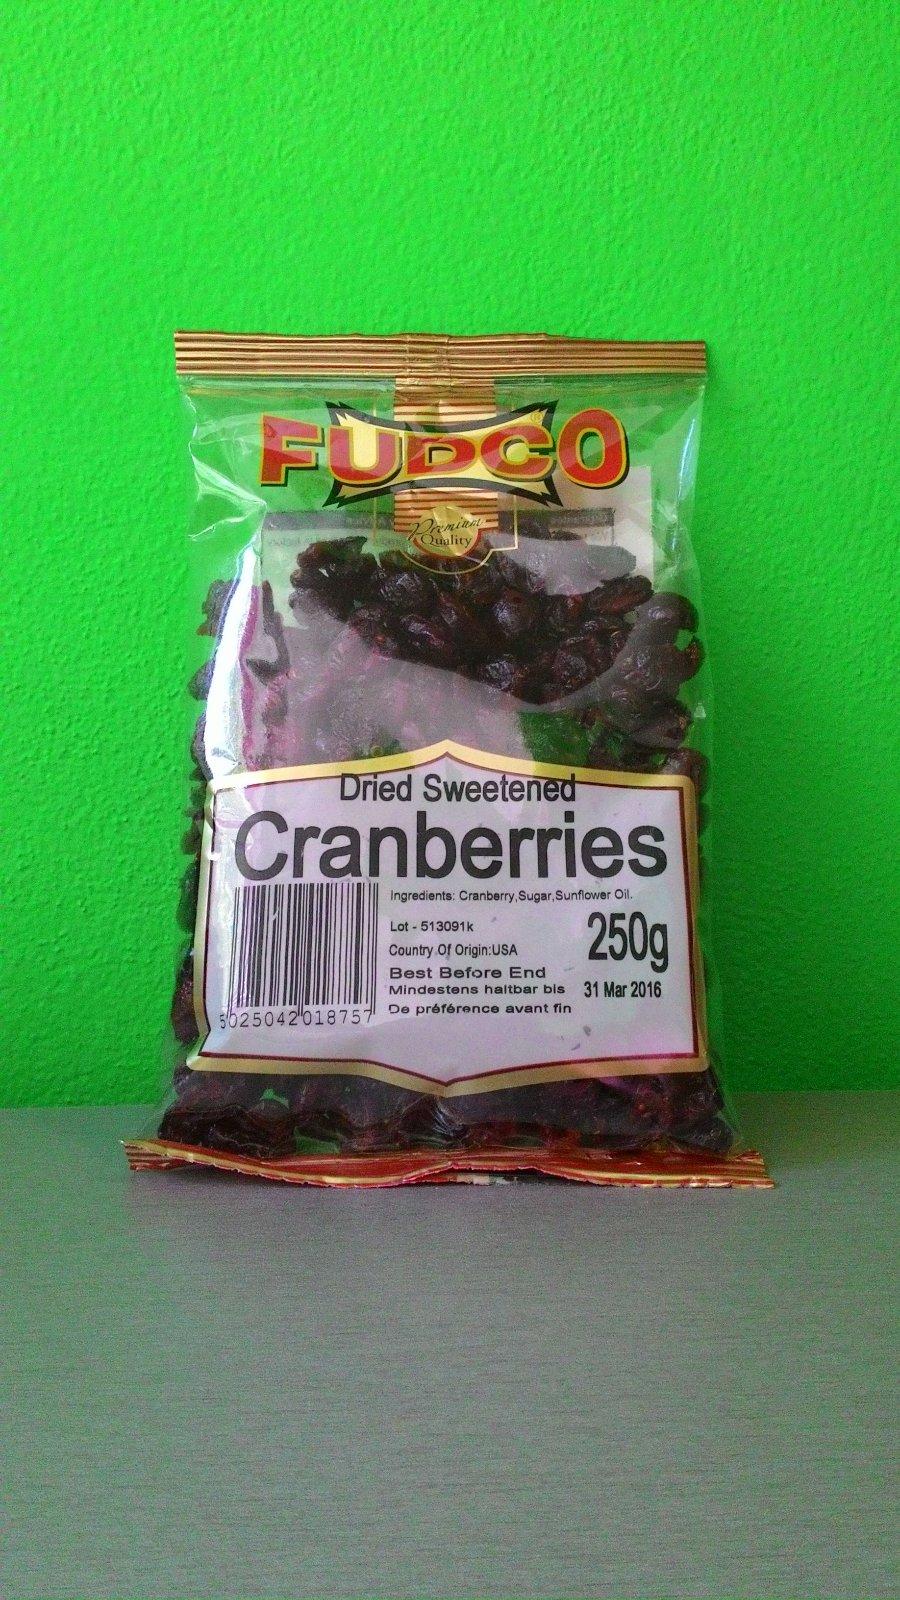 FUDCO
Premium
Quality
Dried Sweetened
Cranberries
Ingredients: Cranberry,Sugar,Sunflower Oil.
Lot - 513091k
250g
Country Of Origin:USA
Best Before End
Mindestens haltbar bis 31 Mar 2016
De préférence avant fin
5025042018757